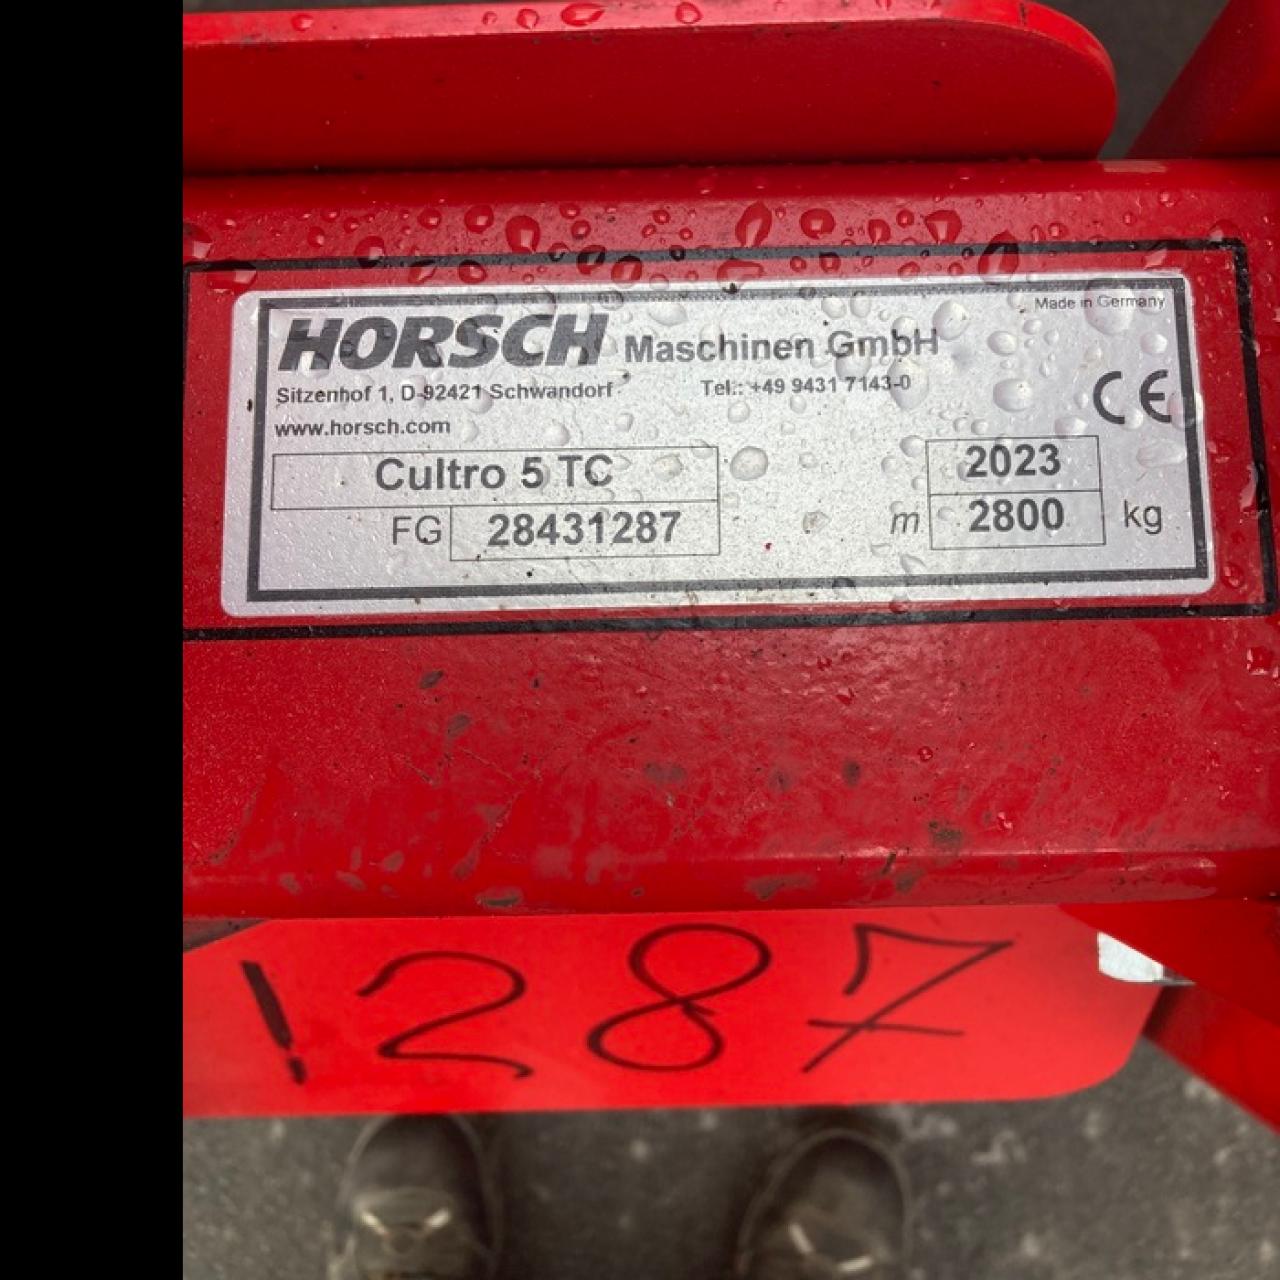 Made in Germany
HORSCH Maschinen GmbH
Sitzenhof 1, D-92421 Schwandorf Tel.: +49 9431 7143-0
CE
www.horsch.com
Cultro 5 TC 2023
FG 28431287 m 2800 kg
1287